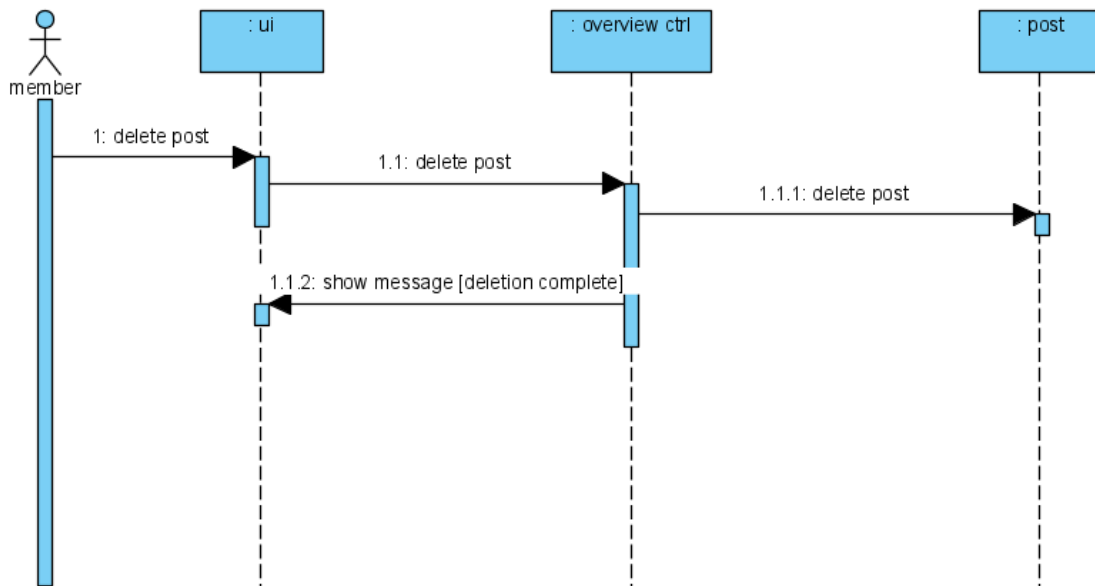 : ui
: overview ctrl
: post
member
1: delete post
1.1: delete post
1.1.1: delete post
1.1.2: show message [deletion complete]